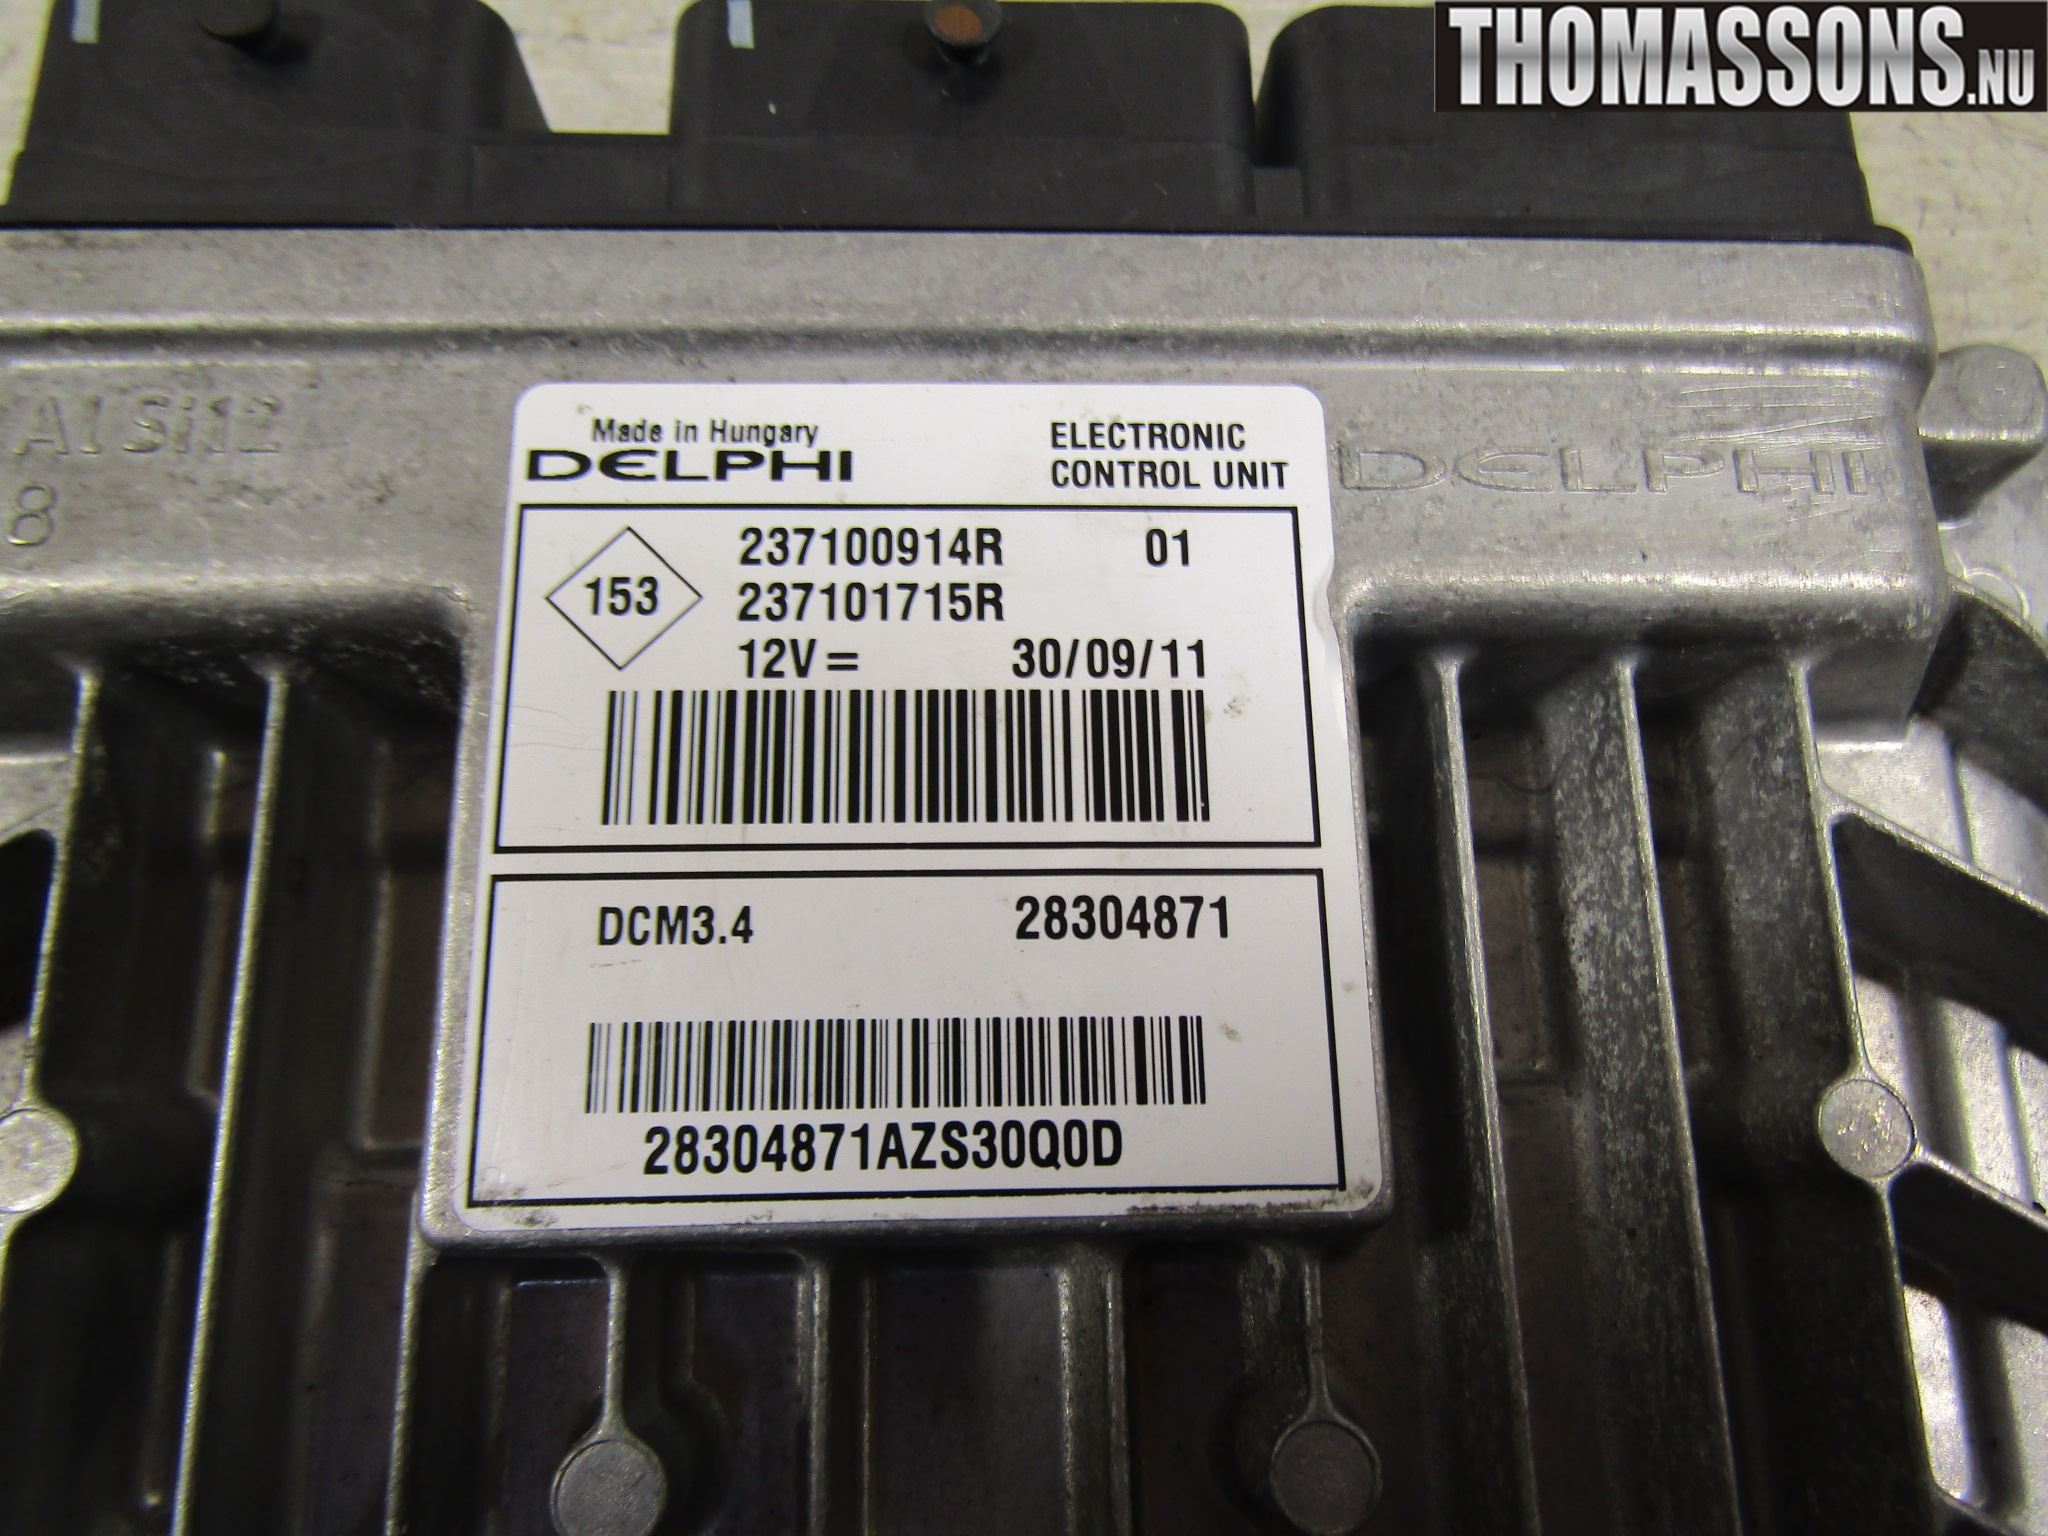 THOMASSONS.NU
AlSi12
8
DELPHI
Made in Hungary
DELPHI
ELECTRONIC
CONTROL UNIT
153
237100914R 01
237101715R
12V= 30/09/11
DCM3.4 28304871
28304871AZS30Q0D